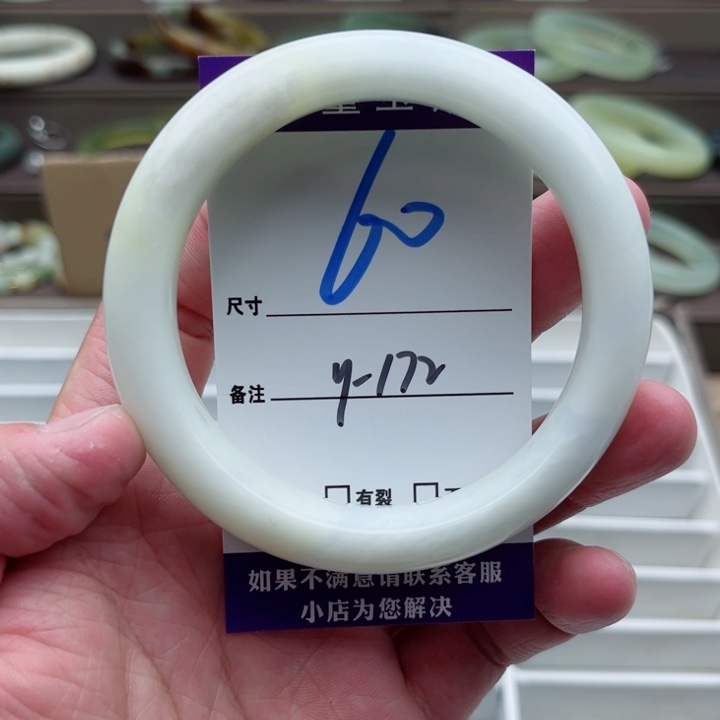 60
尺寸
备注 y-172
□有裂 □
如果不满意请联系客服
小店为您解决